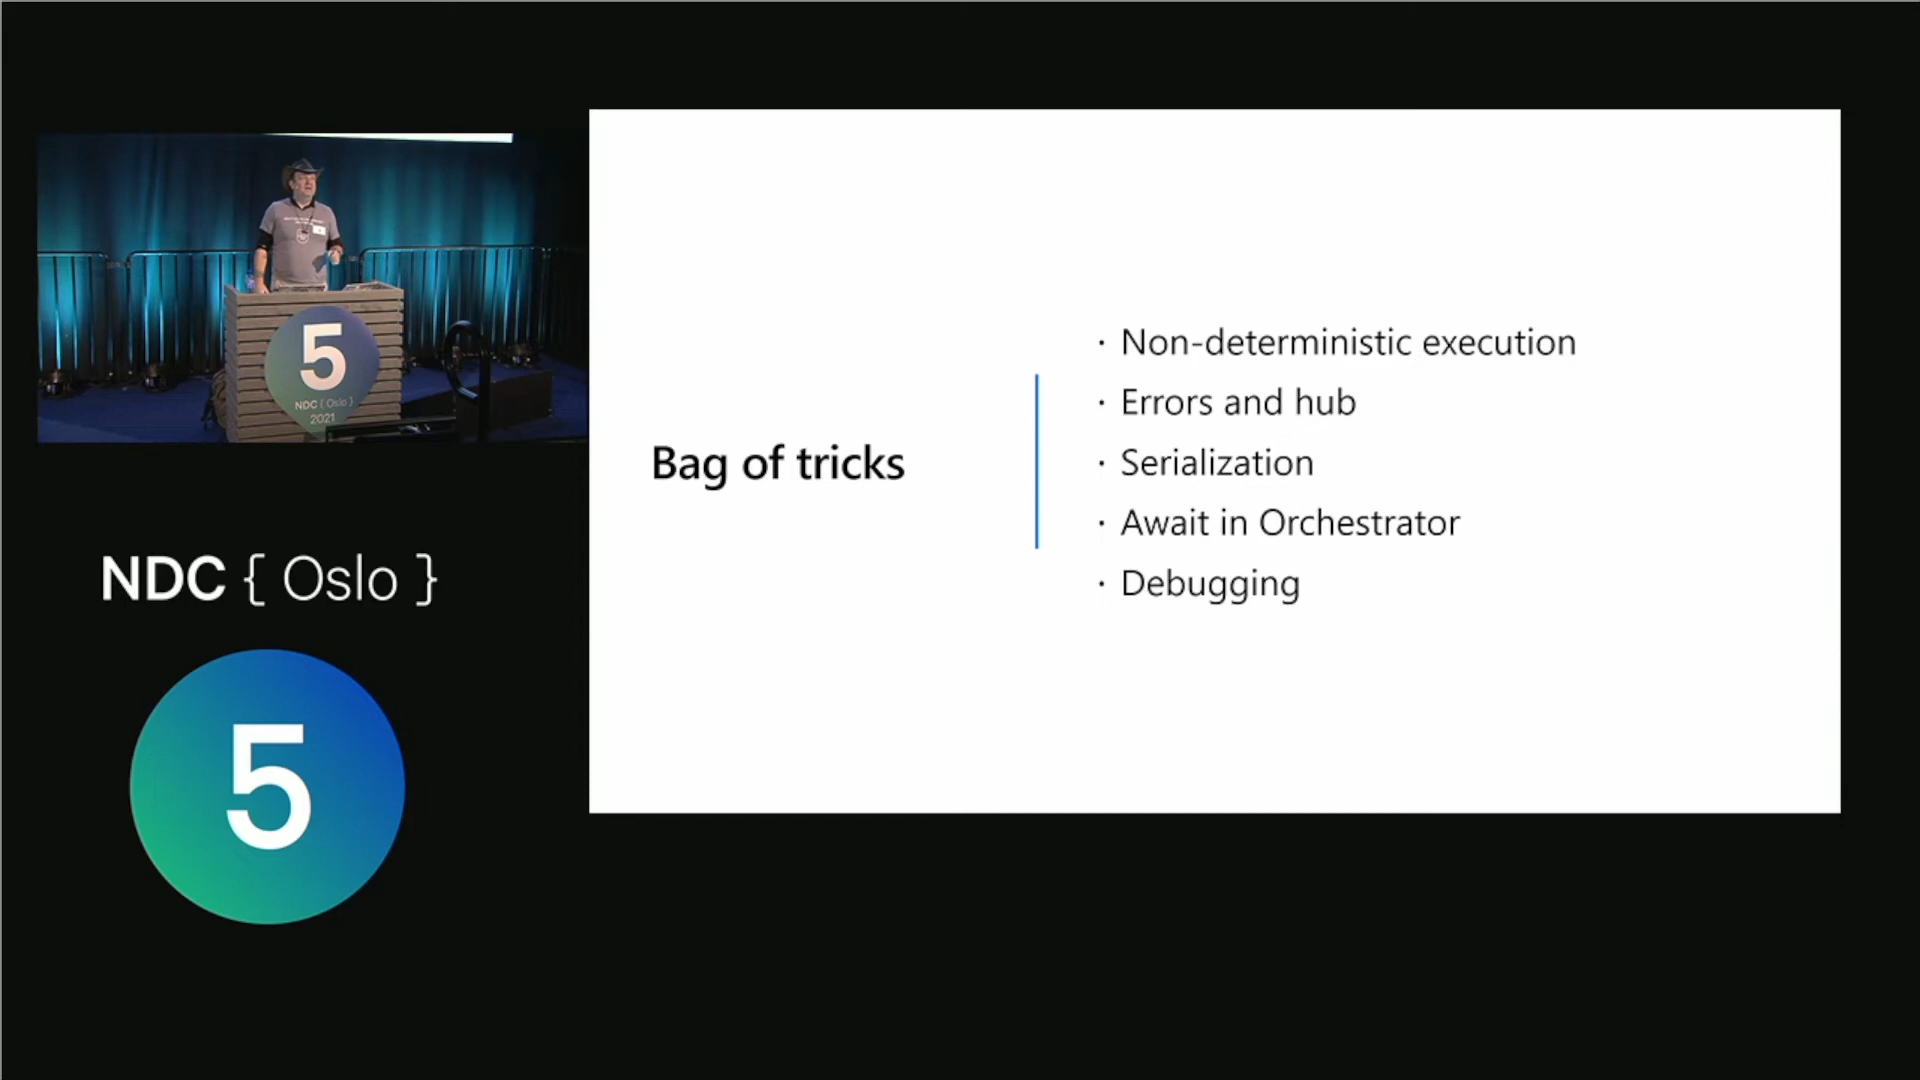 5
NDC { Oslo }
2021
NDC { Oslo }
5
Bag of tricks
· Non-deterministic execution
· Errors and hub
· Serialization
· Await in Orchestrator
· Debugging